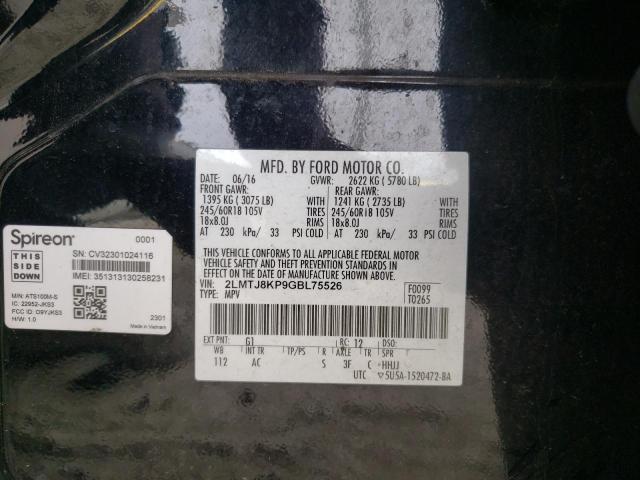 MFD. BY FORD MOTOR CO.
DATE: 06/16 GVWR: 2622 KG ( 5780 LB)
FRONT GAWR: REAR GAWR:
1395 KG ( 3075 LB) 1241 KG ( 2735 LB)
245/60R18 105V TIRES 245/60R18 105V TIRES
18x8.0J RIMS 18x8.0J RIMS
AT 230 kPa/ 33 PSI COLD AT 230 kPa/ 33 PSI COLD
THIS VEHICLE CONFORMS TO ALL APPLICABLE FEDERAL MOTOR
VEHICLE SAFETY AND THEFT PREVENTION STANDARDS IN EFFECT
ON THE DATE OF MANUFACTURE SHOWN ABOVE.
VIN: 2LMTJ8KP9GBL75526 F0099
TYPE: MPV T0265
EXT PNT: G1 RC: 12 DSO:
WB INT TR TP/PS R AXLE TR SPR
112 AC S 3F C HHJJ
UTC ▽5U5A-1520472-BA
Spireon 0001
THIS SIDE DOWN
SN: CV32301024116
IMEI: 351313130258231
M/N: ATS100M-S
IC: 22952-JKS3
FCC ID: O9YJKS3
H/W: 1.0
2301
Made in Vietnam